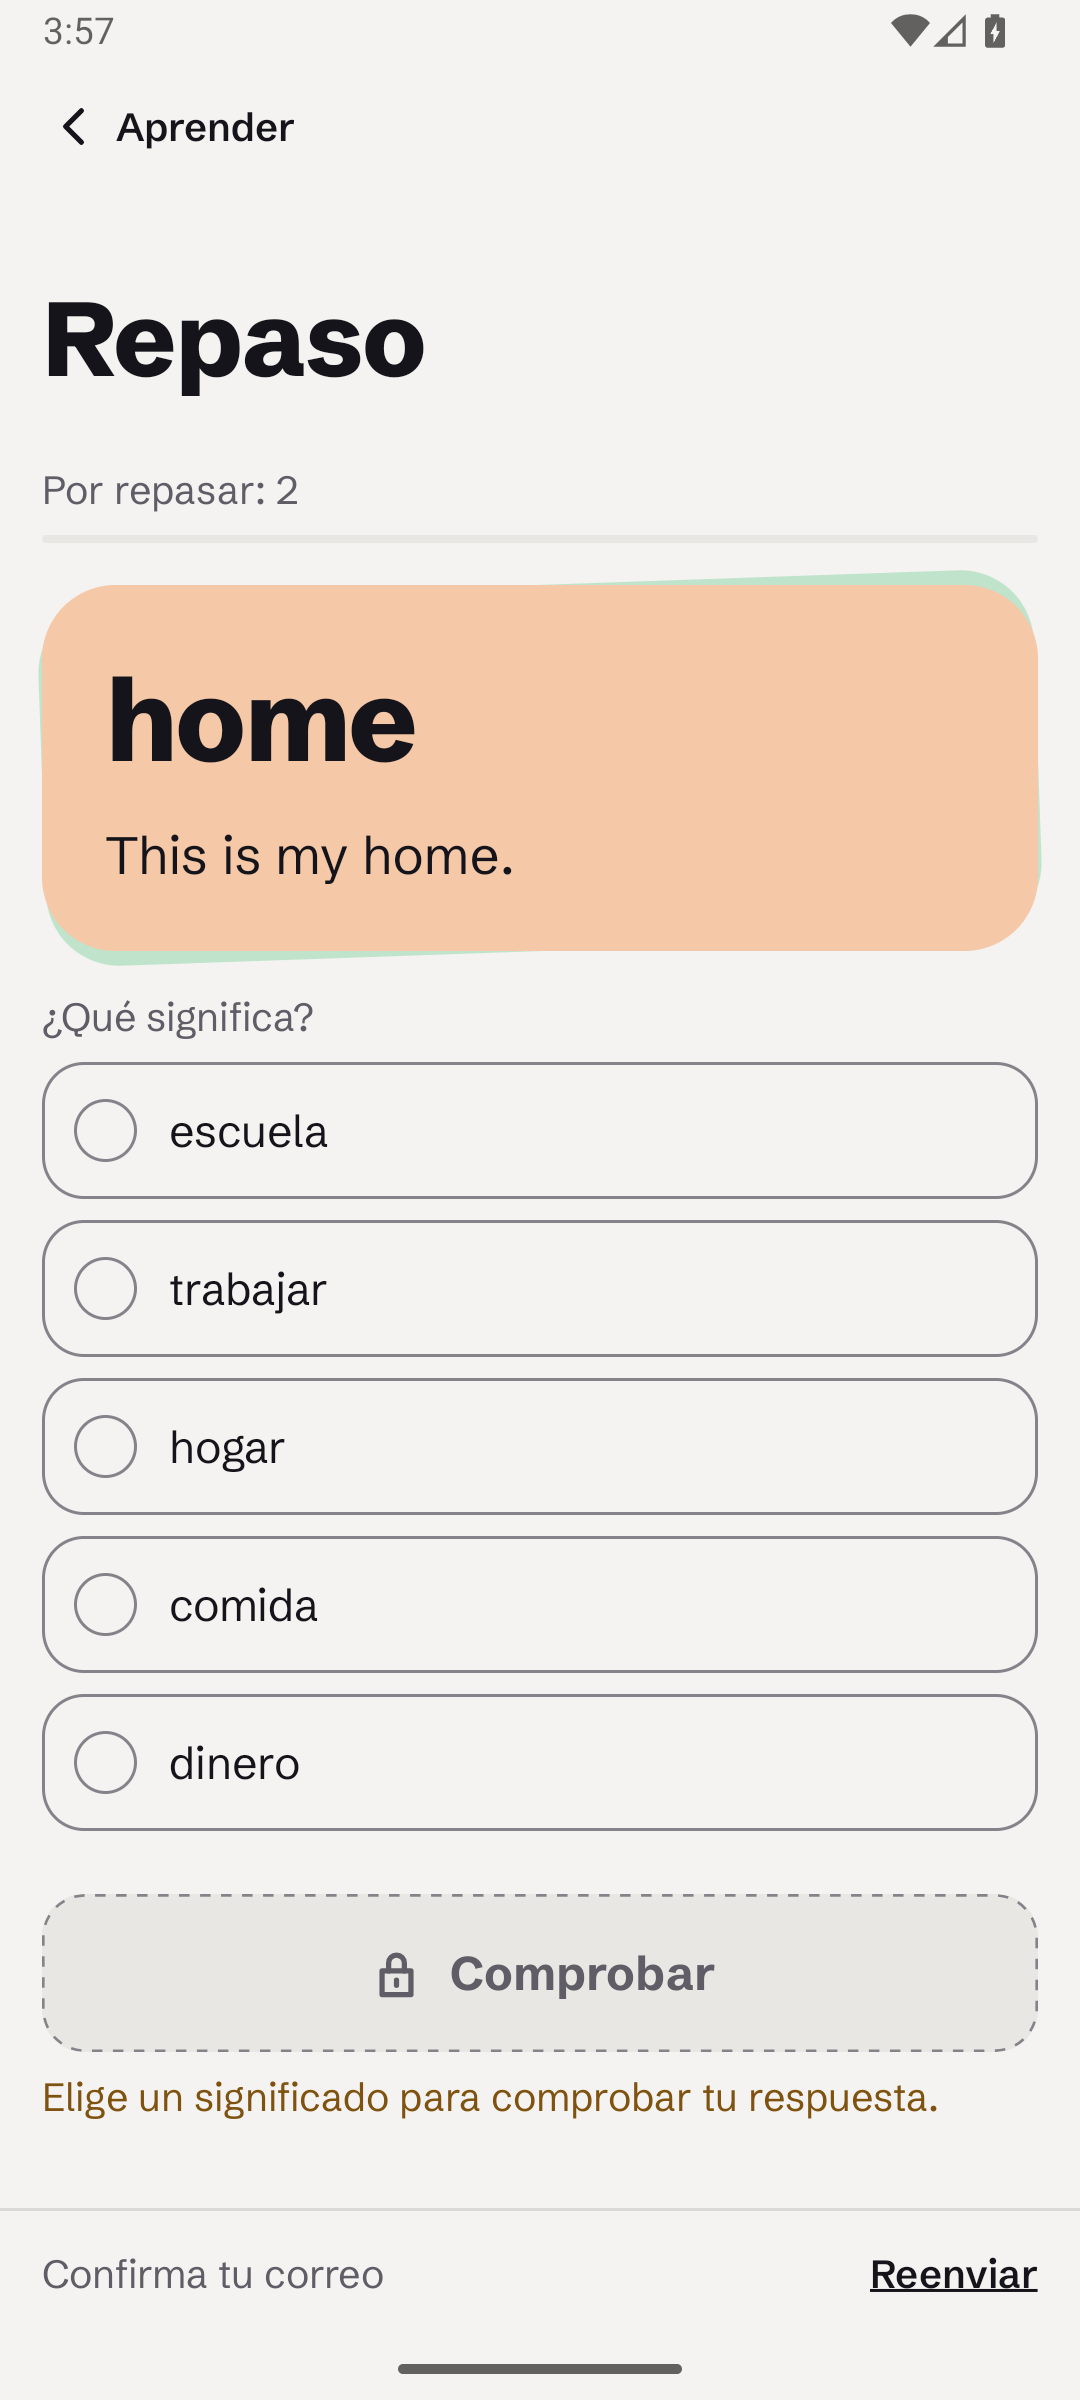 3:57
Aprender
Repaso
Por repasar: 2
home
This is my home.
¿Qué significa?
escuela
trabajar
hogar
comida
dinero
Comprobar
Elige un significado para comprobar tu respuesta.
Confirma tu correo
Reenviar